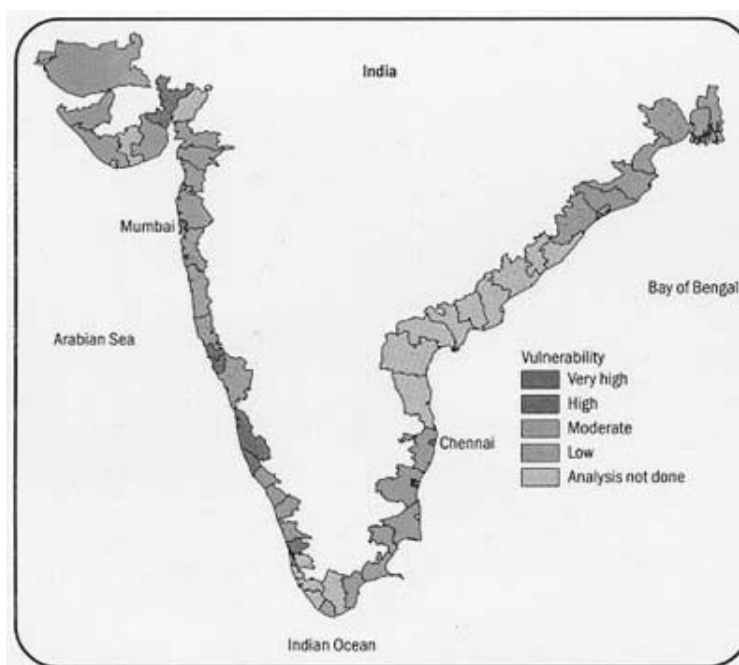 India
Mumbai
Bay of Bengal
Arabian Sea
Vulnerability
Very high
High
Moderate
Low
Analysis not done
Chennai
Indian Ocean